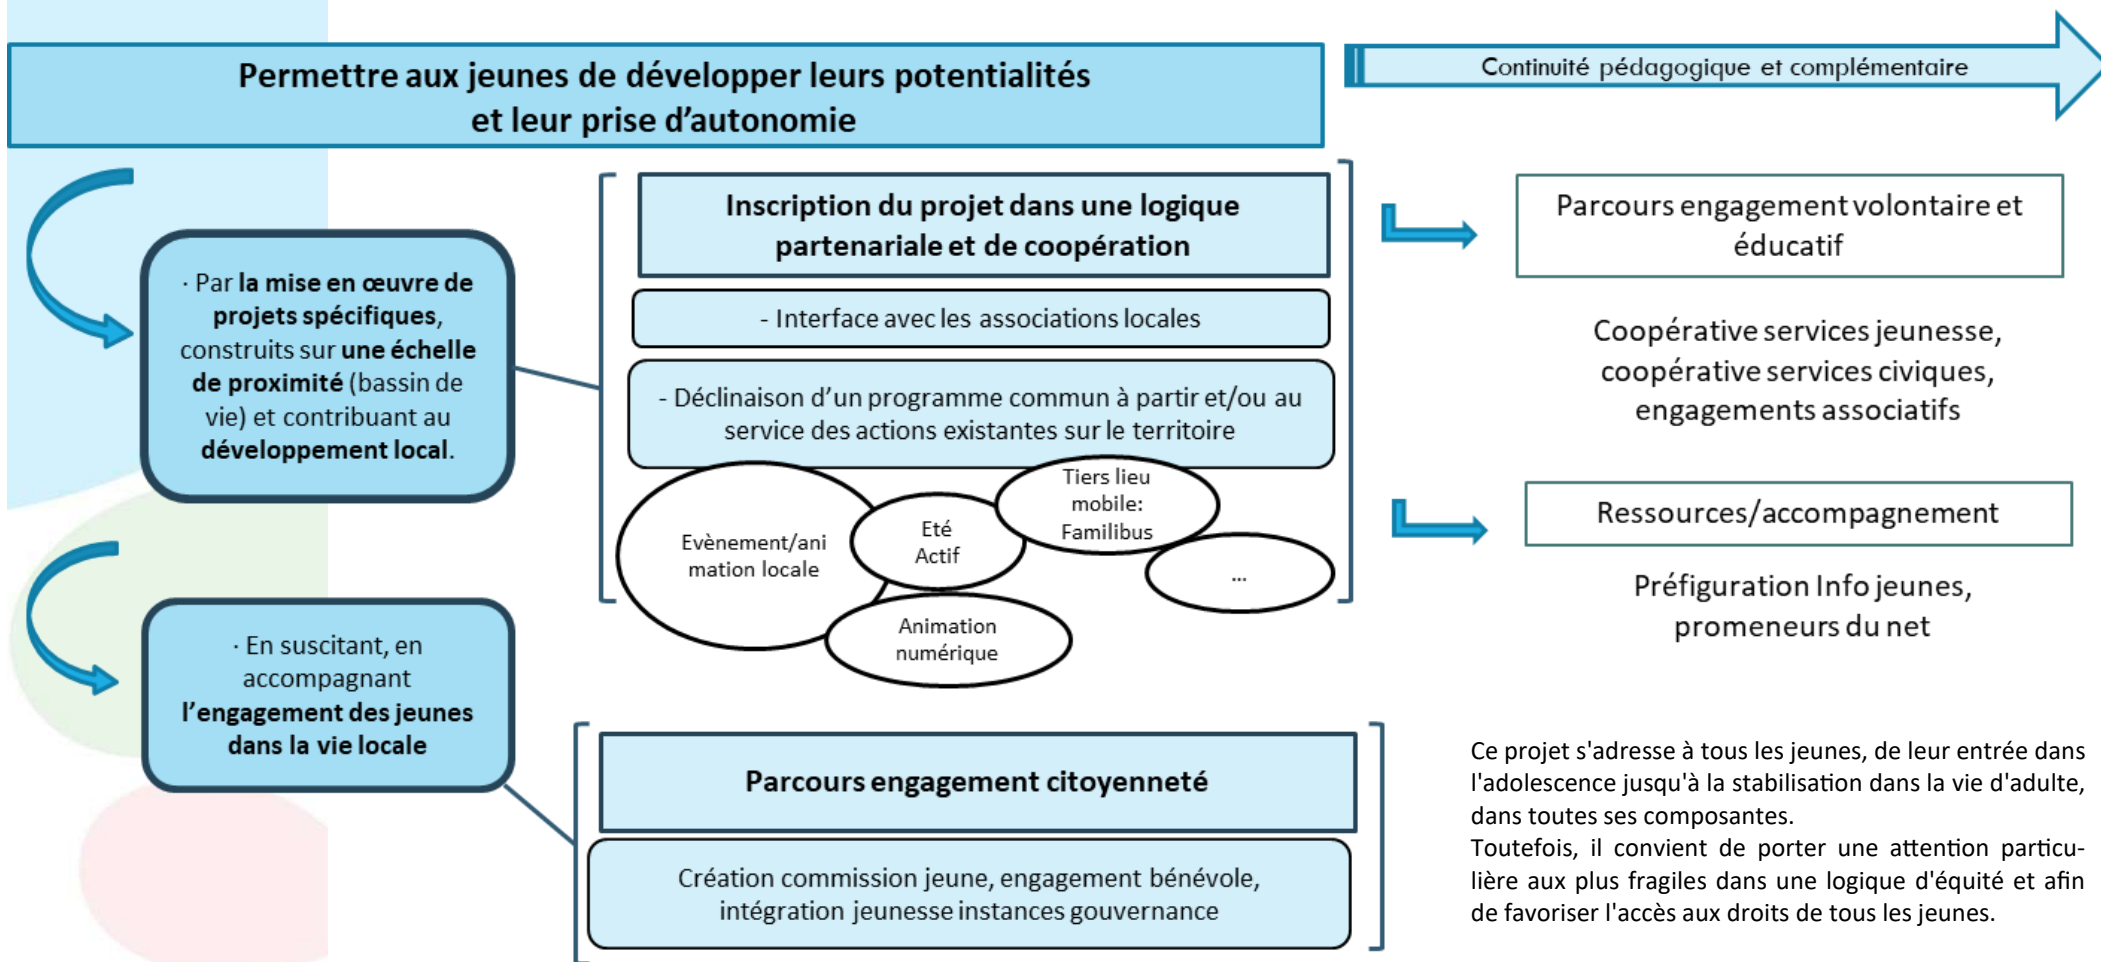 Permettre aux jeunes de développer leurs potentialités
et leur prise d'autonomie
Continuité pédagogique et complémentaire
· Par la mise en œuvre de
projets spécifiques,
construits sur une échelle
de proximité (bassin de
vie) et contribuant au
développement local.
Inscription du projet dans une logique
partenariale et de coopération
- Interface avec les associations locales
- Déclinaison d'un programme commun à partir et/ou au
service des actions existantes sur le territoire
Evènement/ani
mation locale
Eté
Actif
Tiers lieu
mobile:
Familibus
...
Animation
numérique
Parcours engagement volontaire et
éducatif
Coopérative services jeunesse,
coopérative services civiques,
engagements associatifs
Ressources/accompagnement
Préfiguration Info jeunes,
promeneurs du net
· En suscitant, en
accompagnant
l'engagement des jeunes
dans la vie locale
Parcours engagement citoyenneté
Création commission jeune, engagement bénévole,
intégration jeunesse instances gouvernance
Ce projet s'adresse à tous les jeunes, de leur entrée dans
l'adolescence jusqu'à la stabilisation dans la vie d'adulte,
dans toutes ses composantes.
Toutefois, il convient de porter une attention particu-
lière aux plus fragiles dans une logique d'équité et afin
de favoriser l'accès aux droits de tous les jeunes.